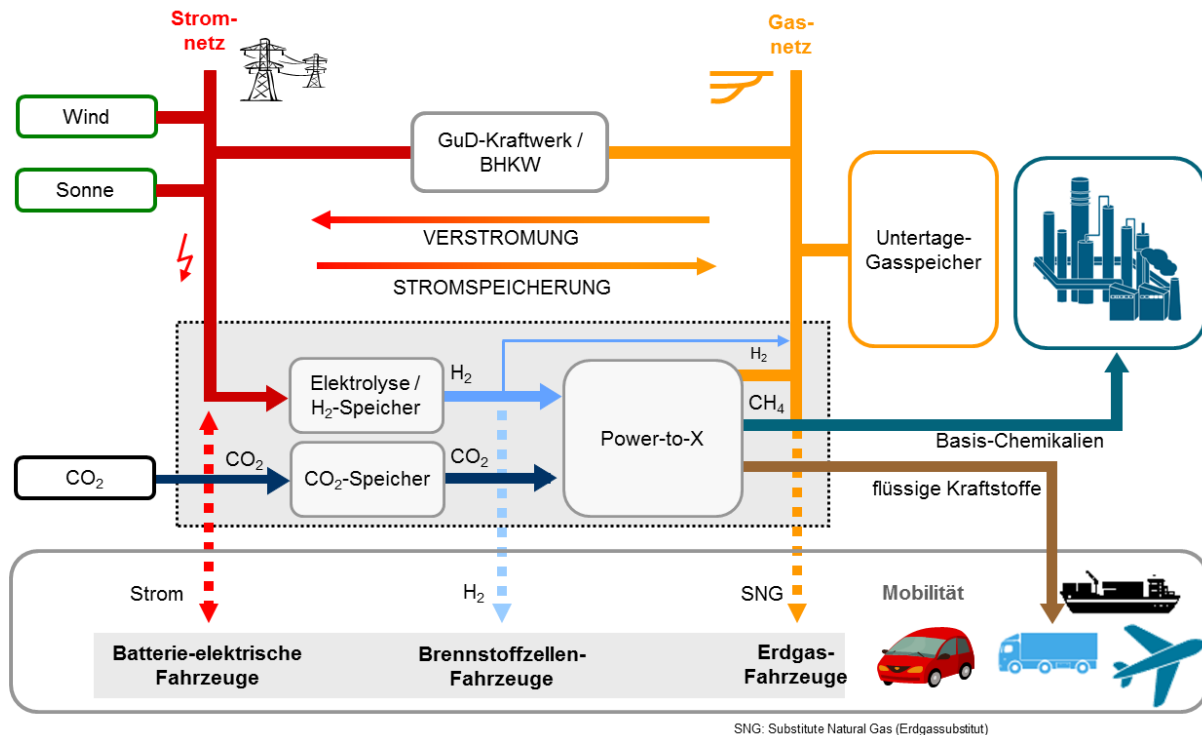 Strom-
netz
Gas-
netz
Wind
GuD-Kraftwerk /
BHKW
Sonne
VERSTROMUNG
Untertage-
Gasspeicher
STROMSPEICHERUNG
H₂
Elektrolyse /
H₂-Speicher
H₂
CH₄
Power-to-X
Basis-Chemikalien
CO₂
CO₂
CO₂-Speicher
CO₂
flüssige Kraftstoffe
Strom
H₂
SNG
Mobilität
Batterie-elektrische
Fahrzeuge
Brennstoffzellen-
Fahrzeuge
Erdgas-
Fahrzeuge
SNG: Substitute Natural Gas (Erdgassubstitut)